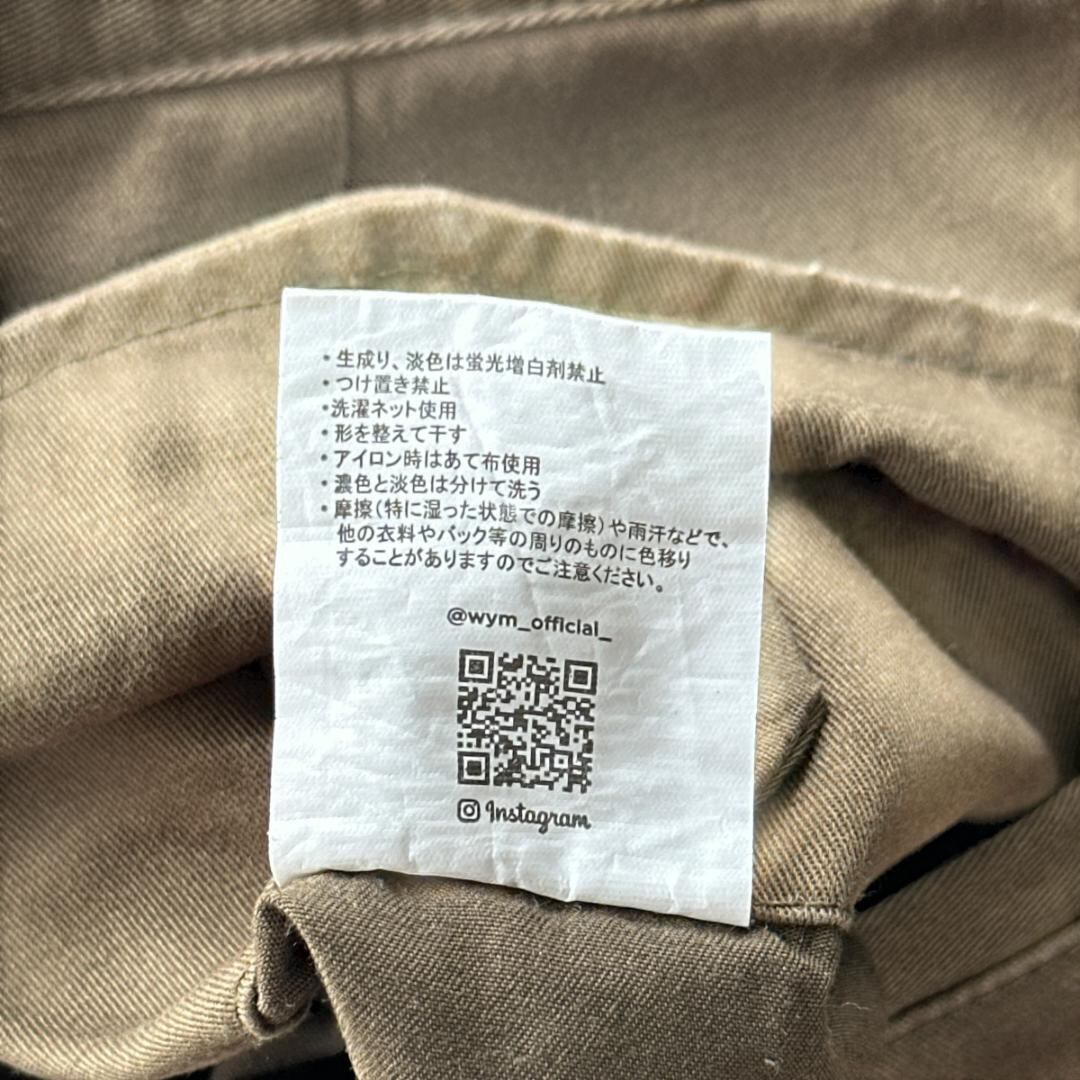 ・生成り、淡色は蛍光増白剤禁止
・つけ置き禁止
・洗濯ネット使用
・形を整えて干す
・アイロン時はあて布使用
・濃色と淡色は分けて洗う
・摩擦(特に湿った状態での摩擦)や雨汗などで、
他の衣料やバック等の周りのものに色移り
することがありますのでご注意ください。
@wym_official_
Instagram